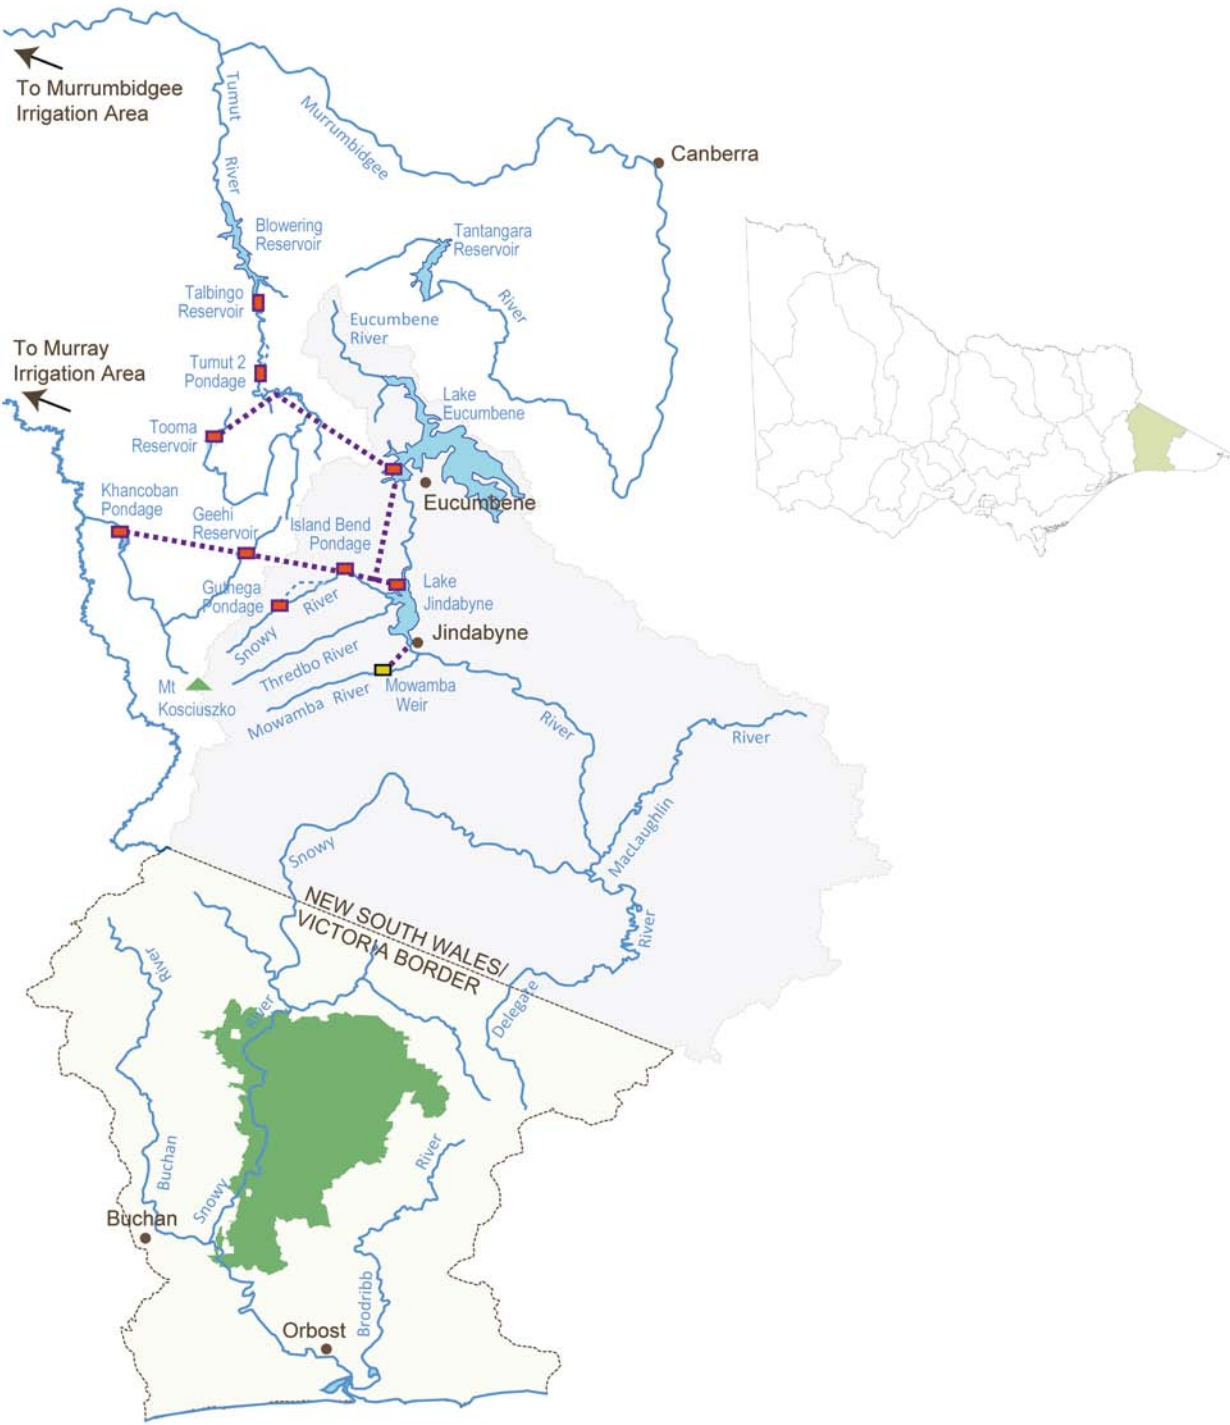 To Murrumbidgee
Irrigation Area
Tumut
River
Murrumbidgee
Canberra
Blowering
Reservoir
Tantangara
Reservoir
Talbingo
Reservoir
River
Eucumbene
River
To Murray
Irrigation Area
Tumut 2
Pondage
Lake
Eucumbene
Tooma
Reservoir
Khancoban
Pondage
Geehi
Reservoir
Island Bend
Pondage
Eucumbene
Guthega
Pondage
River
Snowy
Lake
Jindabyne
Jindabyne
Thredbo River
Mt
Kosciuszko
Mowamba River
Mowamba
Weir
River
River
MacLaughlin
Snowy
NEW SOUTH WALES/
VICTORIA BORDER
River
River
Delegate
River
Buchan
Snowy
River
Buchan
Brodribb
Orbost